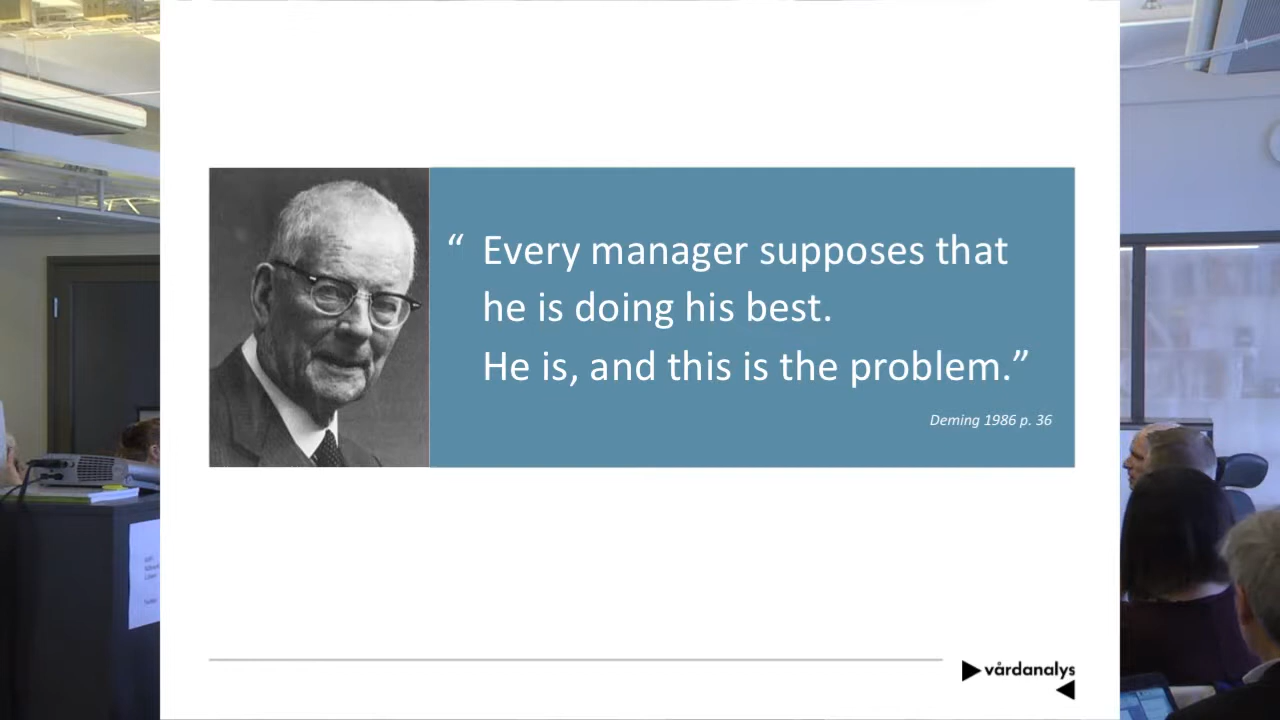 “ Every manager supposes that
he is doing his best.
He is, and this is the problem.”
Deming 1986 p. 36
vårdanalys